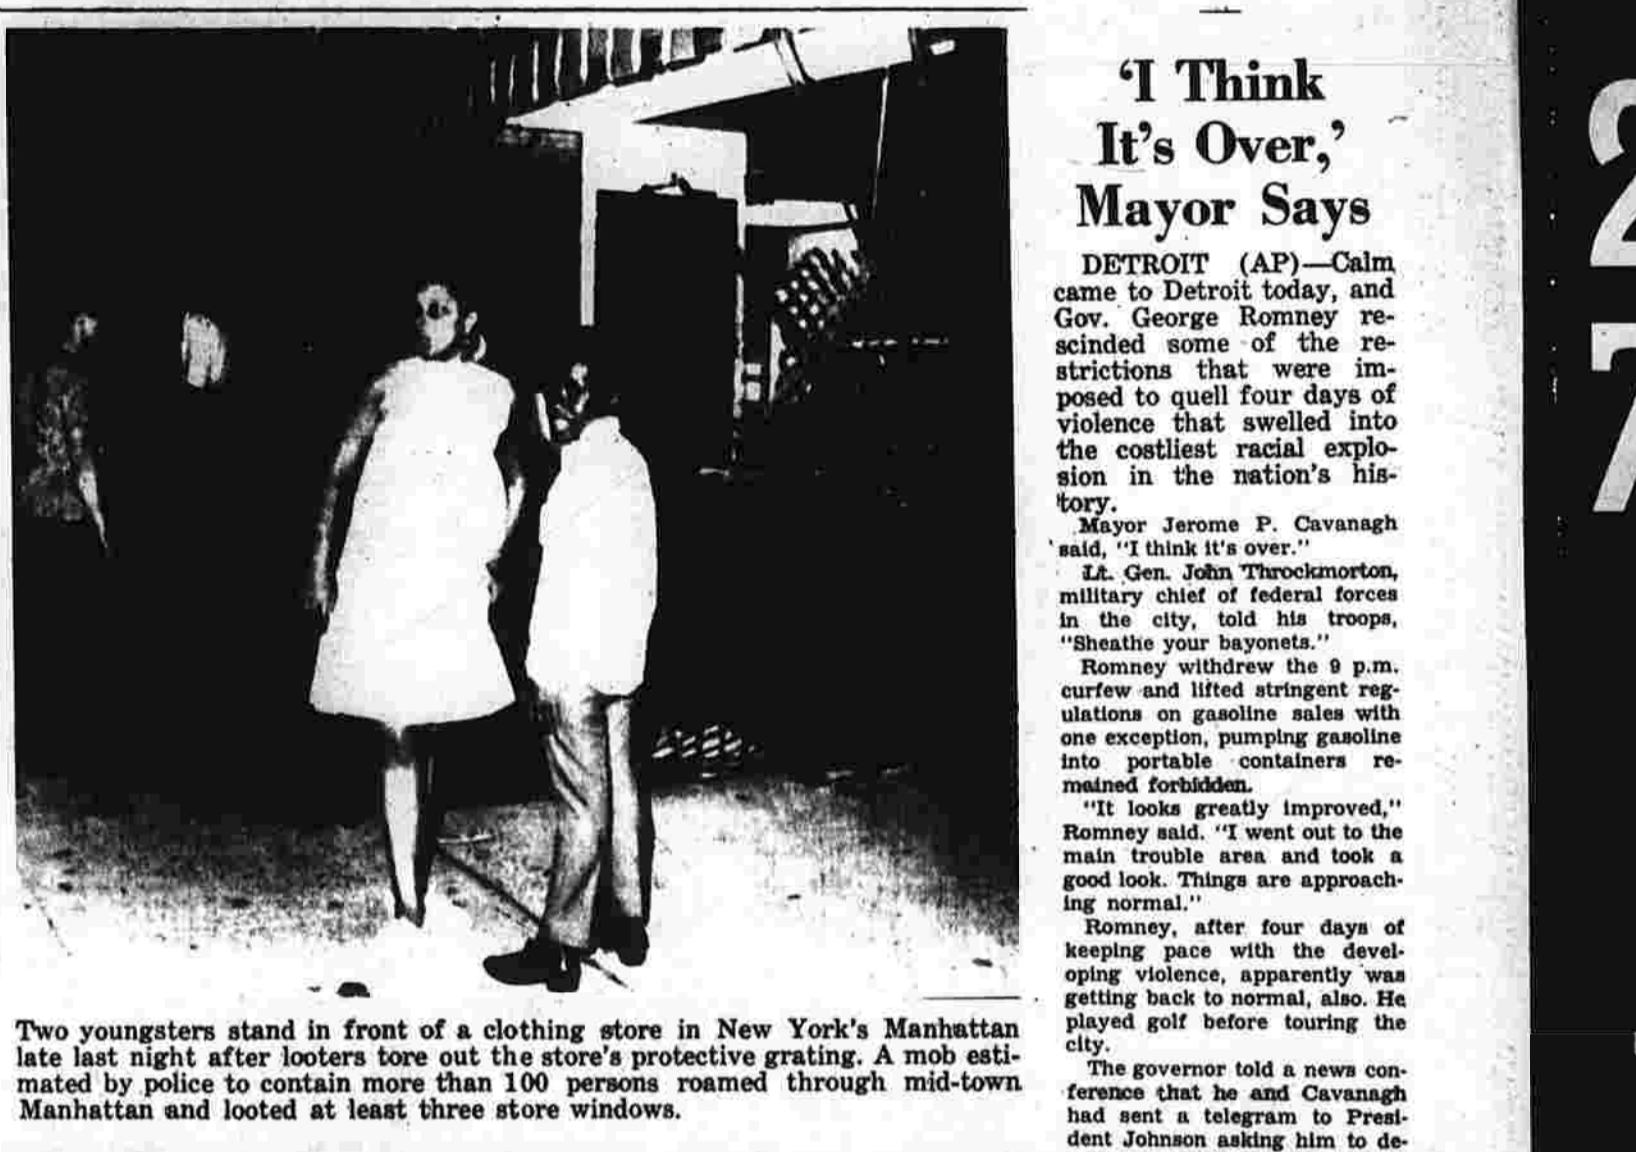 Two youngsters stand in front of a clothing store in New York's Manhattan
late last night after looters tore out the store's protective grating. A mob esti-
mated by police to contain more than 100 persons roamed through mid-town
Manhattan and looted at least three store windows.
'I Think
It's Over,'
Mayor Says
DETROIT (AP)—Calm
came to Detroit today, and
Gov. George Romney re-
scinded some of the re-
strictions that were im-
posed to quell four days of
violence that swelled into
the costliest racial explo-
sion in the nation's his-
tory.
Mayor Jerome P. Cavanagh
said, "I think it's over."
Lt. Gen. John Throckmorton,
military chief of federal forces
in the city, told his troops,
"Sheathe your bayonets."
Romney withdrew the 9 p.m.
curfew and lifted stringent reg-
ulations on gasoline sales with
one exception, pumping gasoline
into portable containers re-
mained forbidden.
"It looks greatly improved,"
Romney said. "I went out to the
main trouble area and took a
good look. Things are approach-
ing normal."
Romney, after four days of
keeping pace with the devel-
oping violence, apparently was
getting back to normal, also. He
played golf before touring the
city.
The governor told a news con-
ference that he and Cavanagh
had sent a telegram to Presi-
dent Johnson asking him to de-
2
7